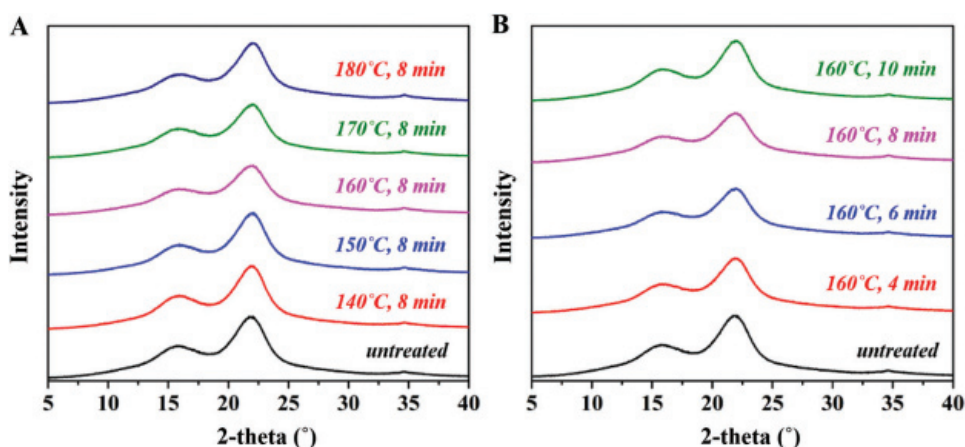 A
180°C, 8 min
170°C, 8 min
160°C, 8 min
150°C, 8 min
140°C, 8 min
untreated
Intensity
5 10 15 20 25 30 35 40
2-theta (°)
B
160°C, 10 min
160°C, 8 min
160°C, 6 min
160°C, 4 min
untreated
Intensity
5 10 15 20 25 30 35 40
2-theta (°)